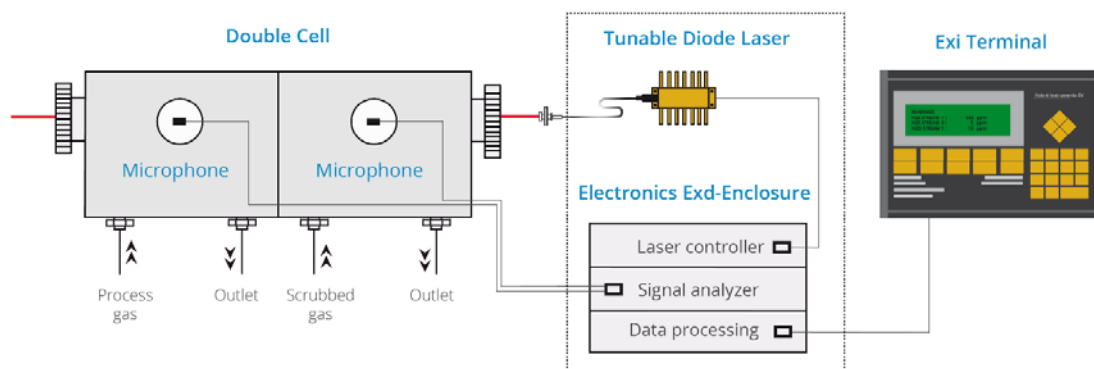 Double Cell
Tunable Diode Laser
Exi Terminal
Microphone
Microphone
Electronics Exd-Enclosure
Laser controller
Signal analyzer
Data processing
Process
gas
Outlet
Scrubbed
gas
Outlet